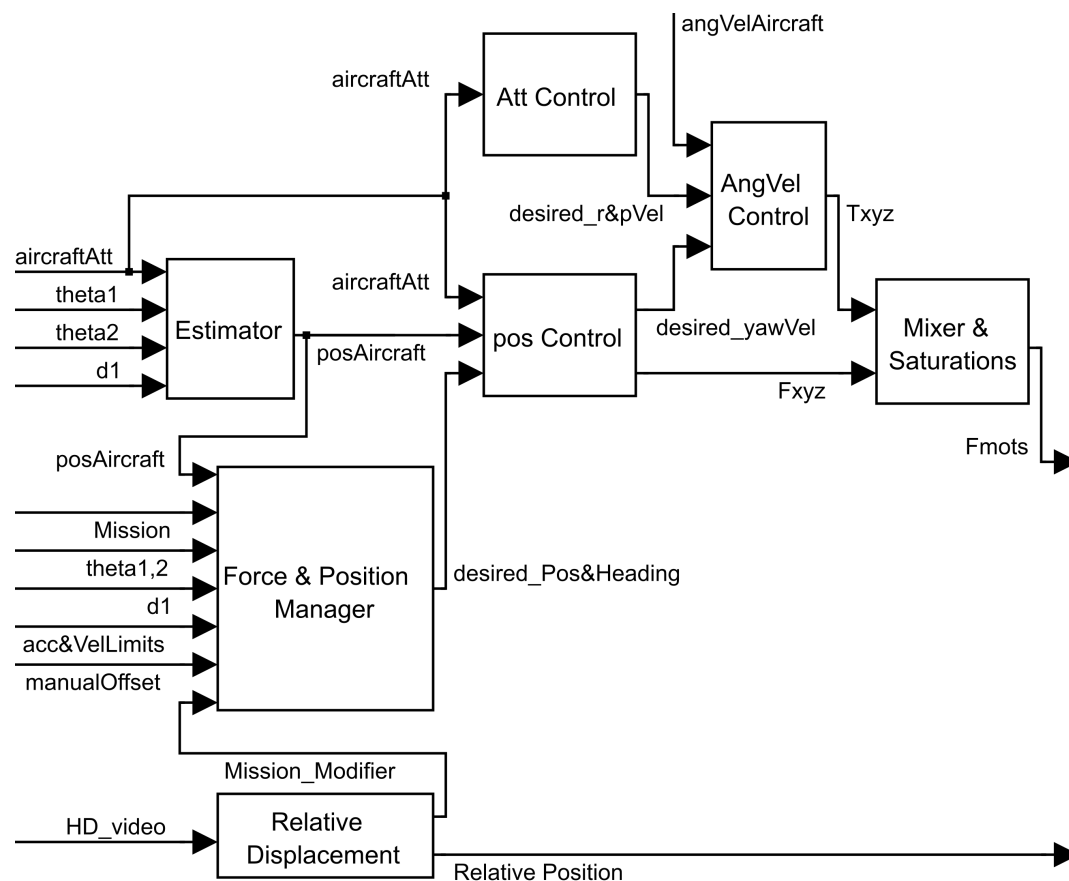 angVelAircraft
aircraftAtt
Att Control
AngVel
Control
desired_r&pVel
Txyz
aircraftAtt
theta1
theta2
d1
Estimator
aircraftAtt
posAircraft
pos Control
desired_yawVel
Fxyz
Mixer &
Saturations
Fmots
posAircraft
Mission
theta1,2
d1
acc&VelLimits
manualOffset
Force & Position
Manager
desired_Pos&Heading
Mission_Modifier
HD_video
Relative
Displacement
Relative Position